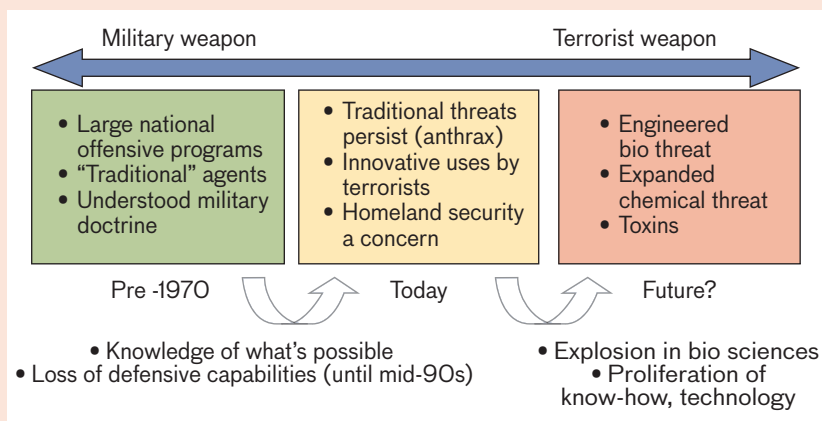 Military weapon
Terrorist weapon
• Large national
offensive programs
• “Traditional” agents
• Understood military
doctrine
• Traditional threats
persist (anthrax)
• Innovative uses by
terrorists
• Homeland security
a concern
• Engineered
bio threat
• Expanded
chemical threat
• Toxins
Pre -1970
Today
Future?
• Knowledge of what’s possible
• Loss of defensive capabilities (until mid-90s)
• Explosion in bio sciences
• Proliferation of
know-how, technology